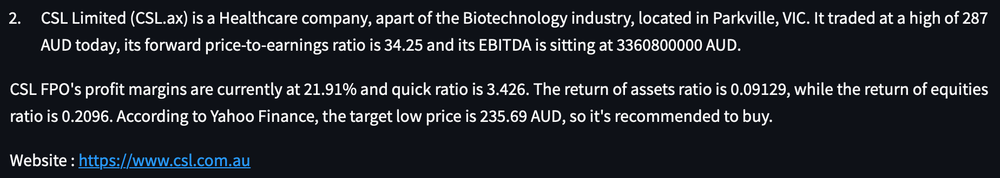 2. CSL Limited (CSL.ax) is a Healthcare company, apart of the Biotechnology industry, located in Parkville, VIC. It traded at a high of 287
AUD today, its forward price-to-earnings ratio is 34.25 and its EBITDA is sitting at 3360800000 AUD.
CSL FPO's profit margins are currently at 21.91% and quick ratio is 3.426. The return of assets ratio is 0.09129, while the return of equities
ratio is 0.2096. According to Yahoo Finance, the target low price is 235.69 AUD, so it's recommended to buy.
Website : https://www.csl.com.au